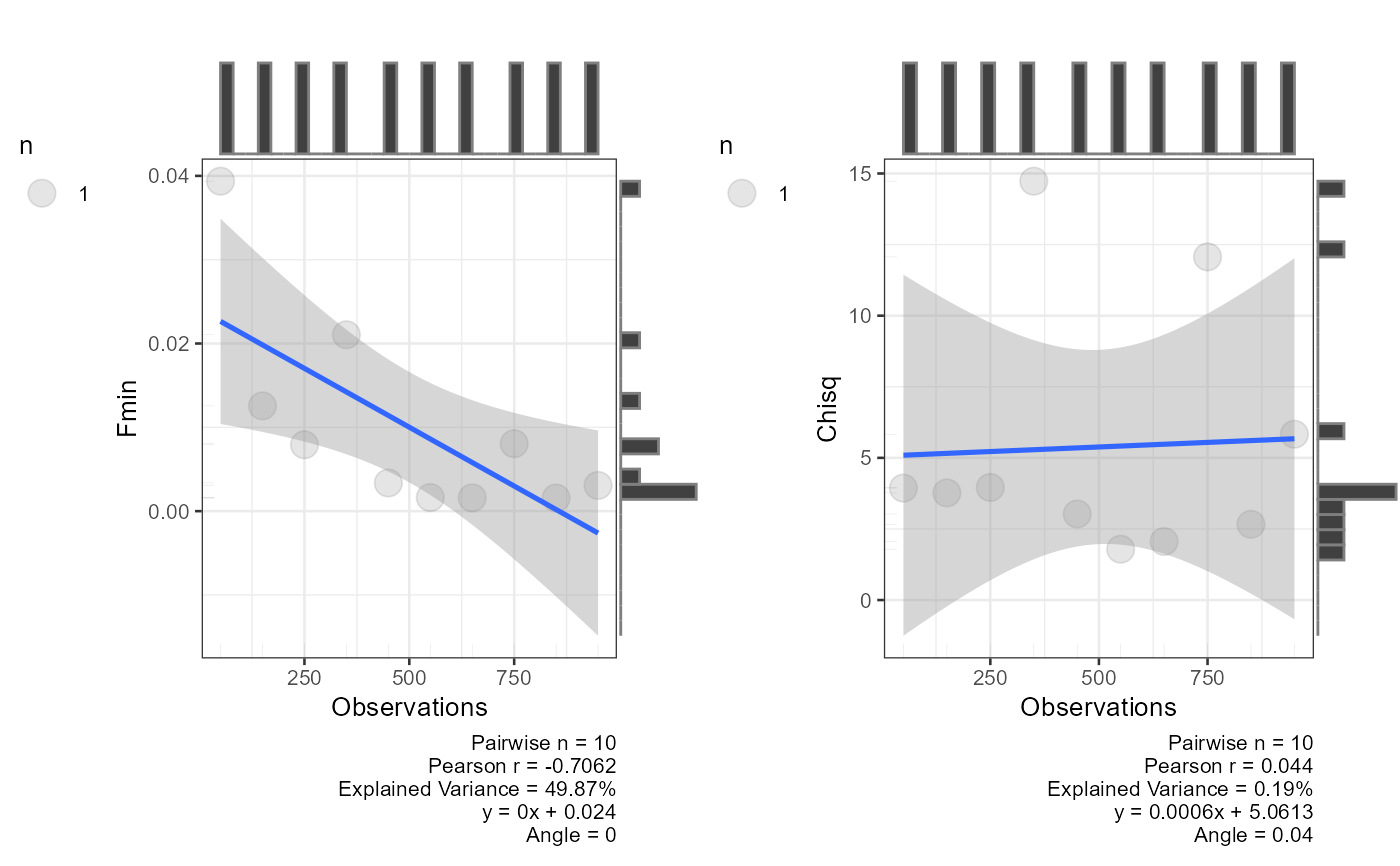 n
1
0.04
0.02
0.00
Fmin
250 500 750
Observations
Pairwise n = 10
Pearson r = -0.7062
Explained Variance = 49.87%
y = 0x + 0.024
Angle = 0
n
1
15
10
5
0
Chisq
250 500 750
Observations
Pairwise n = 10
Pearson r = 0.044
Explained Variance = 0.19%
y = 0.0006x + 5.0613
Angle = 0.04